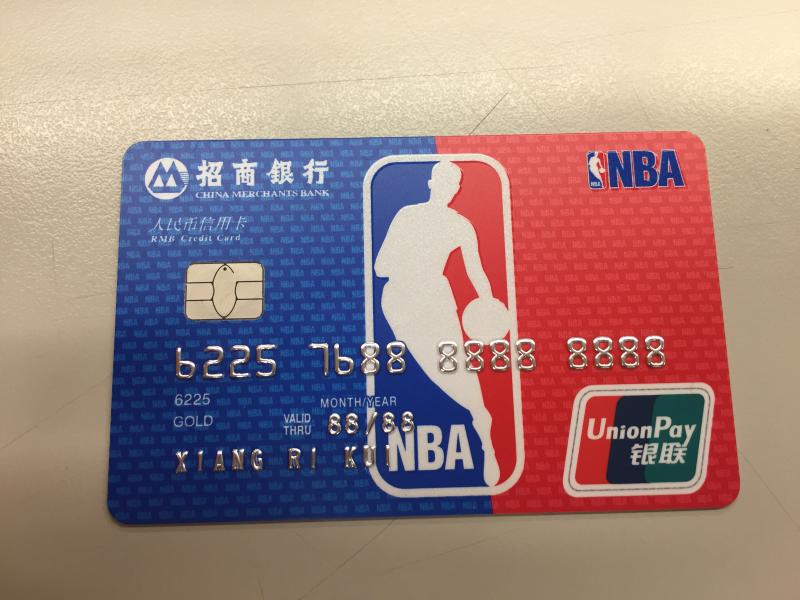 招商银行
CHINA MERCHANTS BANK
NBA
人民币信用卡
RMB Credit Card
6225 7688 8888 8888
6225
MONTH/YEAR
GOLD
VALID THRU
88/88
XIANG RI KUI
NBA
UnionPay
银联